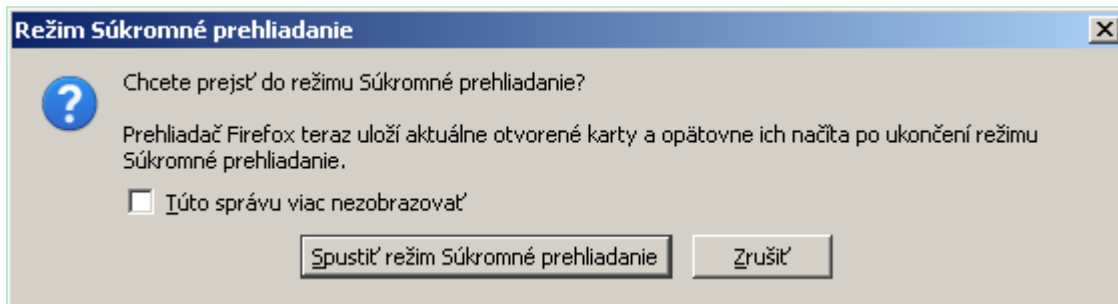 Režim Súkromné prehliadanie
Chcete prejsť do režimu Súkromné prehliadanie?
Prehliadač Firefox teraz uloží aktuálne otvorené karty a opätovne ich načíta po ukončení režimu
Súkromné prehliadanie.
Túto správu viac nezobrazovať
Spustiť režim Súkromné prehliadanie Zrušiť